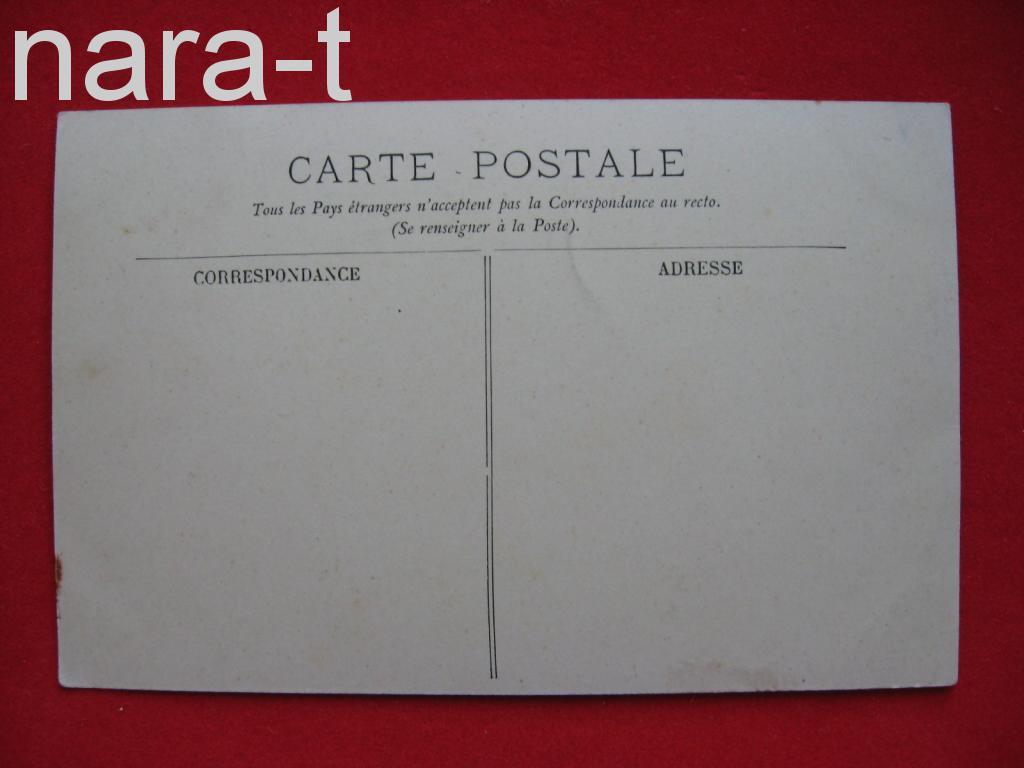 nara-t
CARTE - POSTALE
Tous les Pays étrangers n'acceptent pas la Correspondance au recto.
(Se renseigner à la Poste).
CORRESPONDANCE
ADRESSE